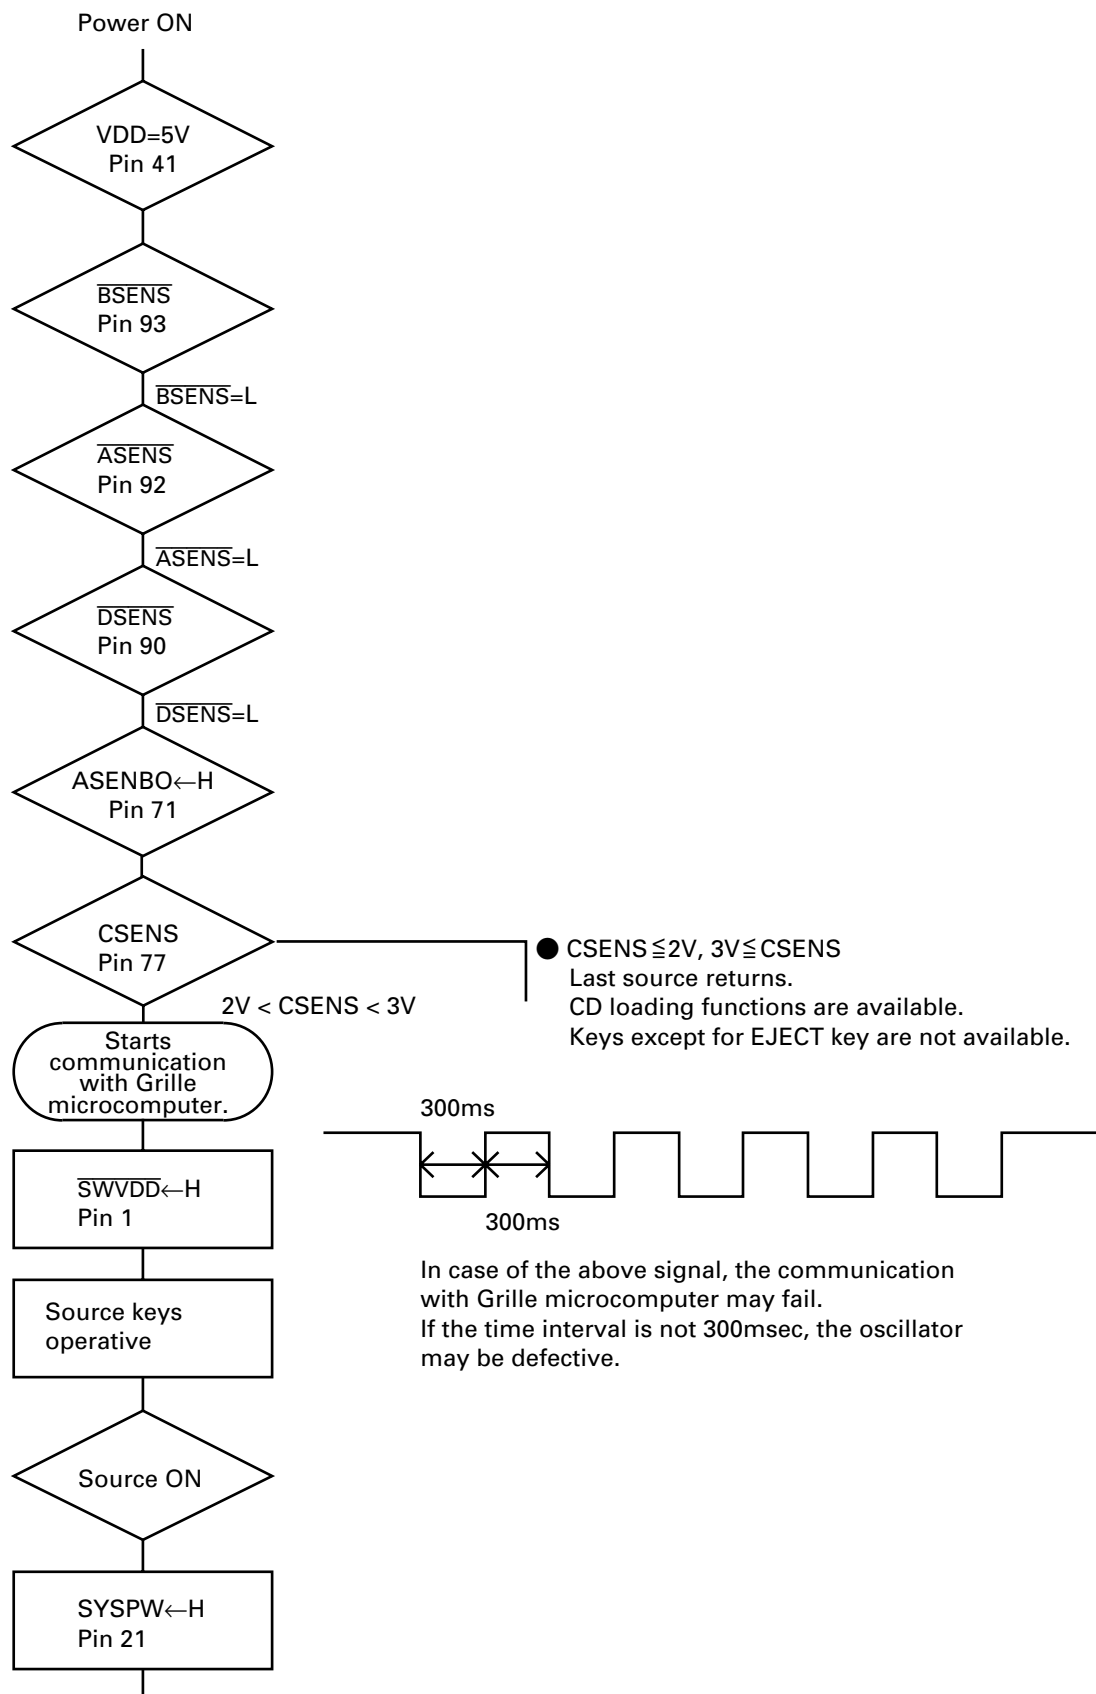 Power ON
VDD=5V
Pin 41
BSENS
Pin 93
BSENS=L
ASENS
Pin 92
ASENS=L
DSENS
Pin 90
DSENS=L
ASENBO←H
Pin 71
CSENS
Pin 77
● CSENS≦2V, 3V≦CSENS
Last source returns.
CD loading functions are available.
Keys except for EJECT key are not available.
2V < CSENS < 3V
Starts
communication
with Grille
microcomputer.
300ms
300ms
SWVDD←H
Pin 1
In case of the above signal, the communication
with Grille microcomputer may fail.
If the time interval is not 300msec, the oscillator
may be defective.
Source keys
operative
Source ON
SYSPW←H
Pin 21